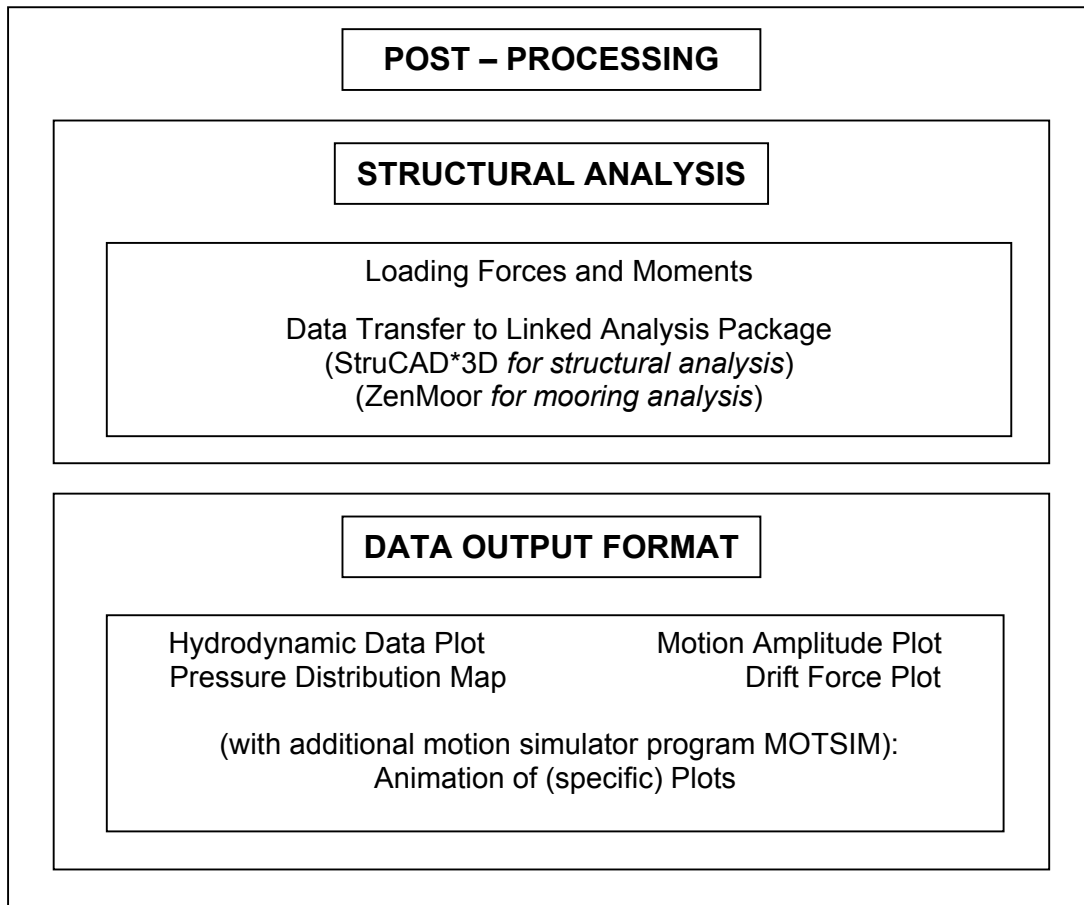 POST – PROCESSING
STRUCTURAL ANALYSIS
Loading Forces and Moments
Data Transfer to Linked Analysis Package
(StruCAD*3D for structural analysis)
(ZenMoor for mooring analysis)
DATA OUTPUT FORMAT
Hydrodynamic Data Plot Motion Amplitude Plot
Pressure Distribution Map Drift Force Plot
(with additional motion simulator program MOTSIM):
Animation of (specific) Plots